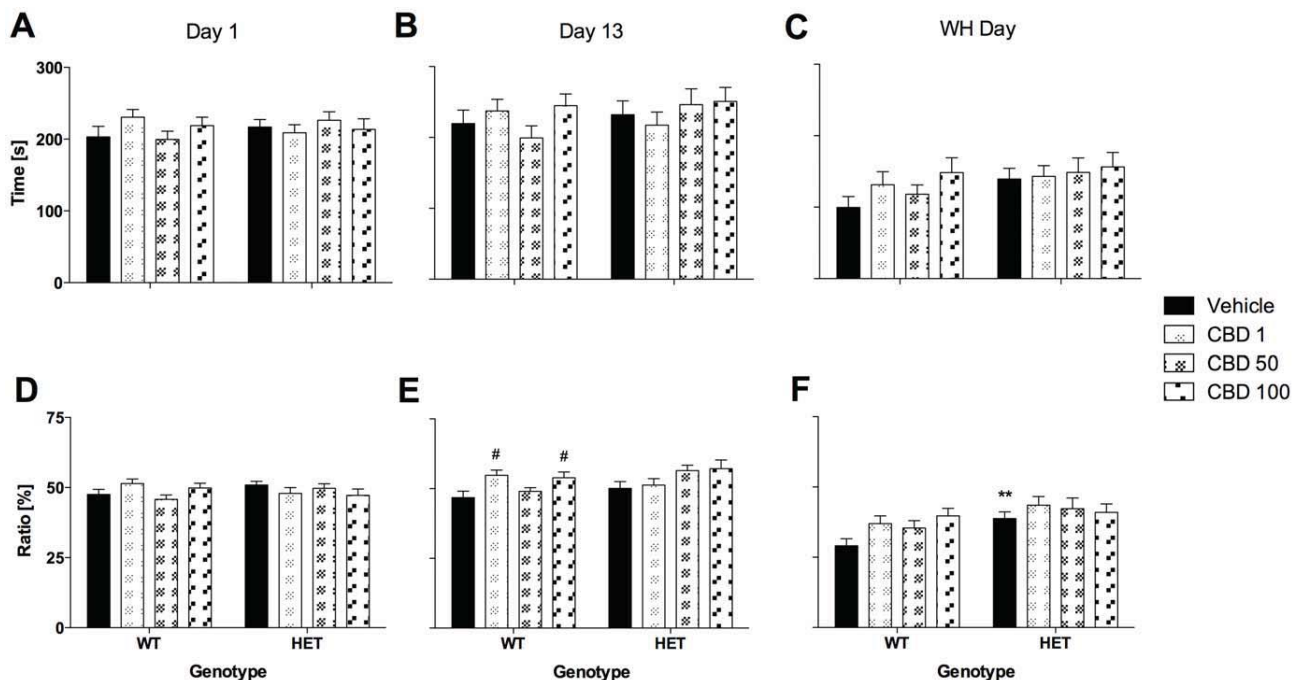 A
Day 1
B
Day 13
C
WH Day
300
200
100
0
Time [s]
Vehicle
CBD 1
CBD 50
CBD 100
D
E
F
75
50
25
0
Ratio [%]
# #
**
WT HET
WT HET
WT HET
Genotype
Genotype
Genotype